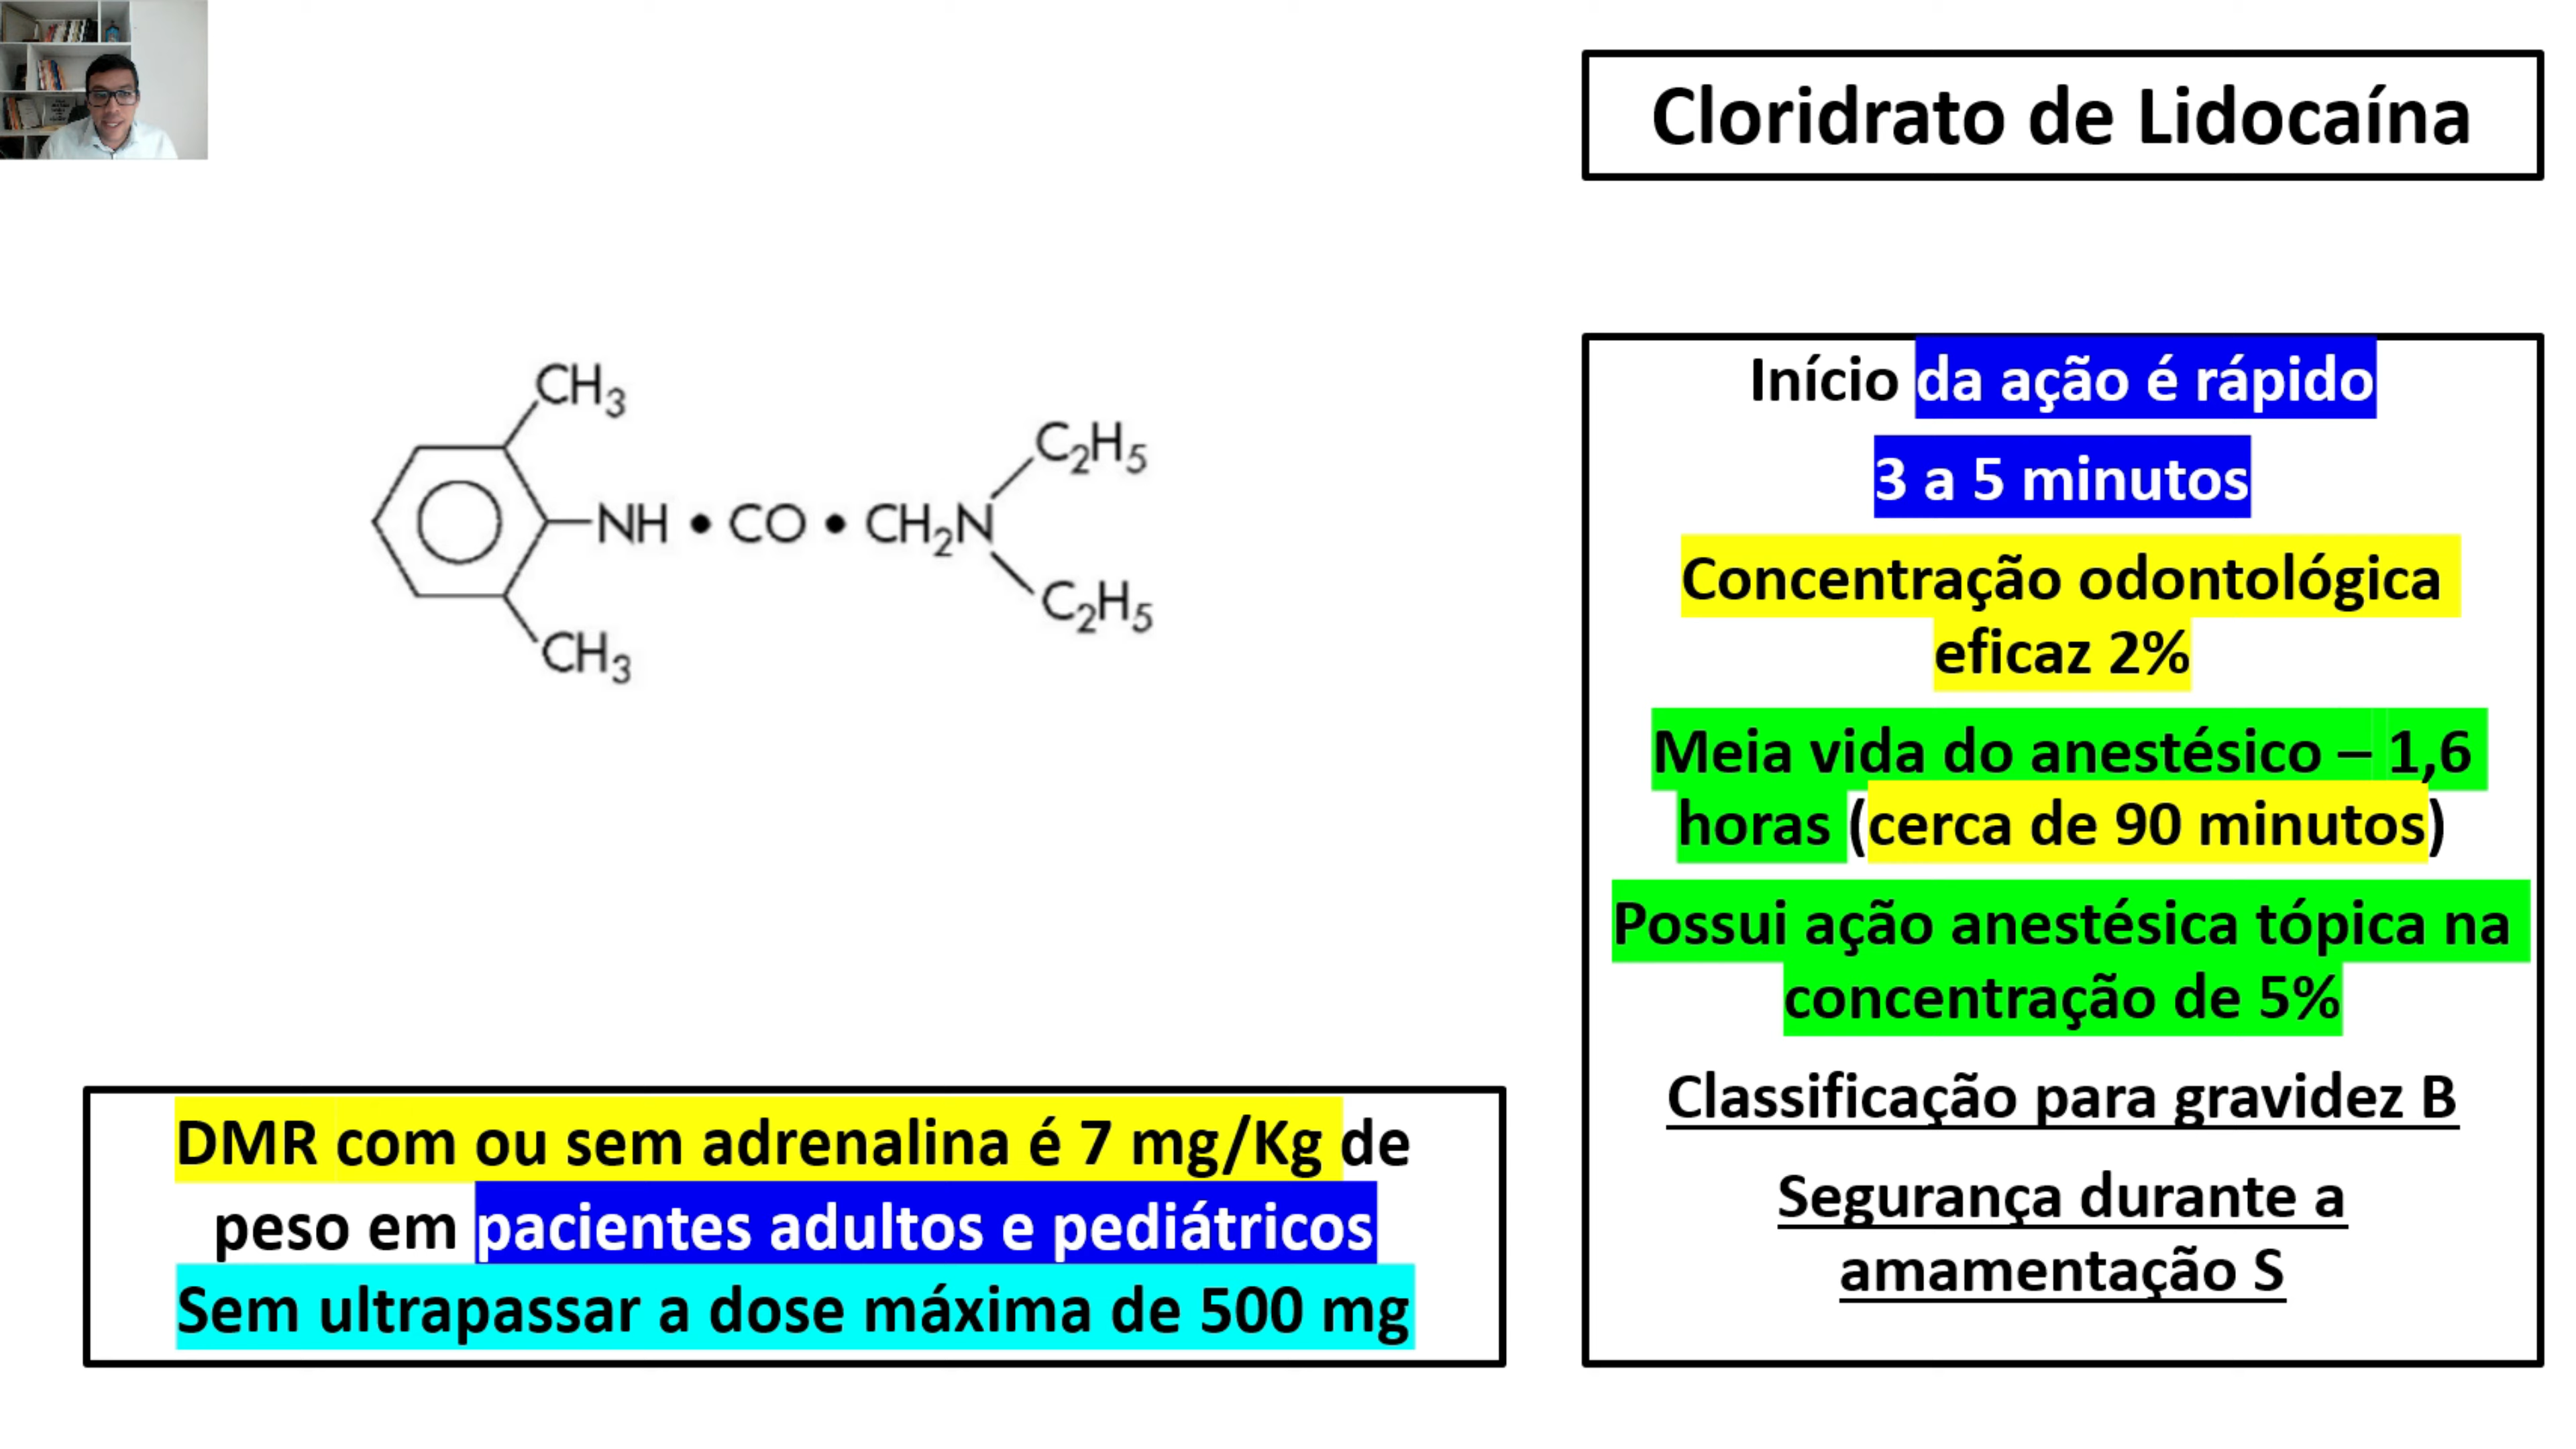 Cloridrato de Lidocaína
CH3
C2H5
NH • CO • CH2N
C2H5
CH3
Início da ação é rápido
3 a 5 minutos
Concentração odontológica
eficaz 2%
Meia vida do anestésico – 1,6
horas (cerca de 90 minutos)
Possui ação anestésica tópica na
concentração de 5%
Classificação para gravidez B
Segurança durante a
amamentação S
DMR com ou sem adrenalina é 7 mg/Kg de
peso em pacientes adultos e pediátricos
Sem ultrapassar a dose máxima de 500 mg